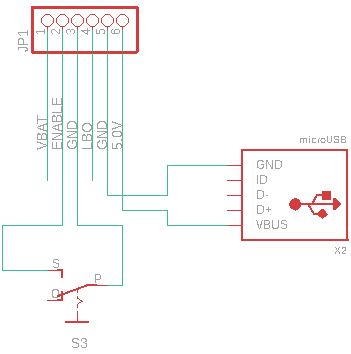 JP1
1 2 3 4 5 6
VBAT
ENABLE
GND
LBO
GND
5.0V
microUSB
GND
ID
D-
D+
VBUS
X2
S
P
O
S3